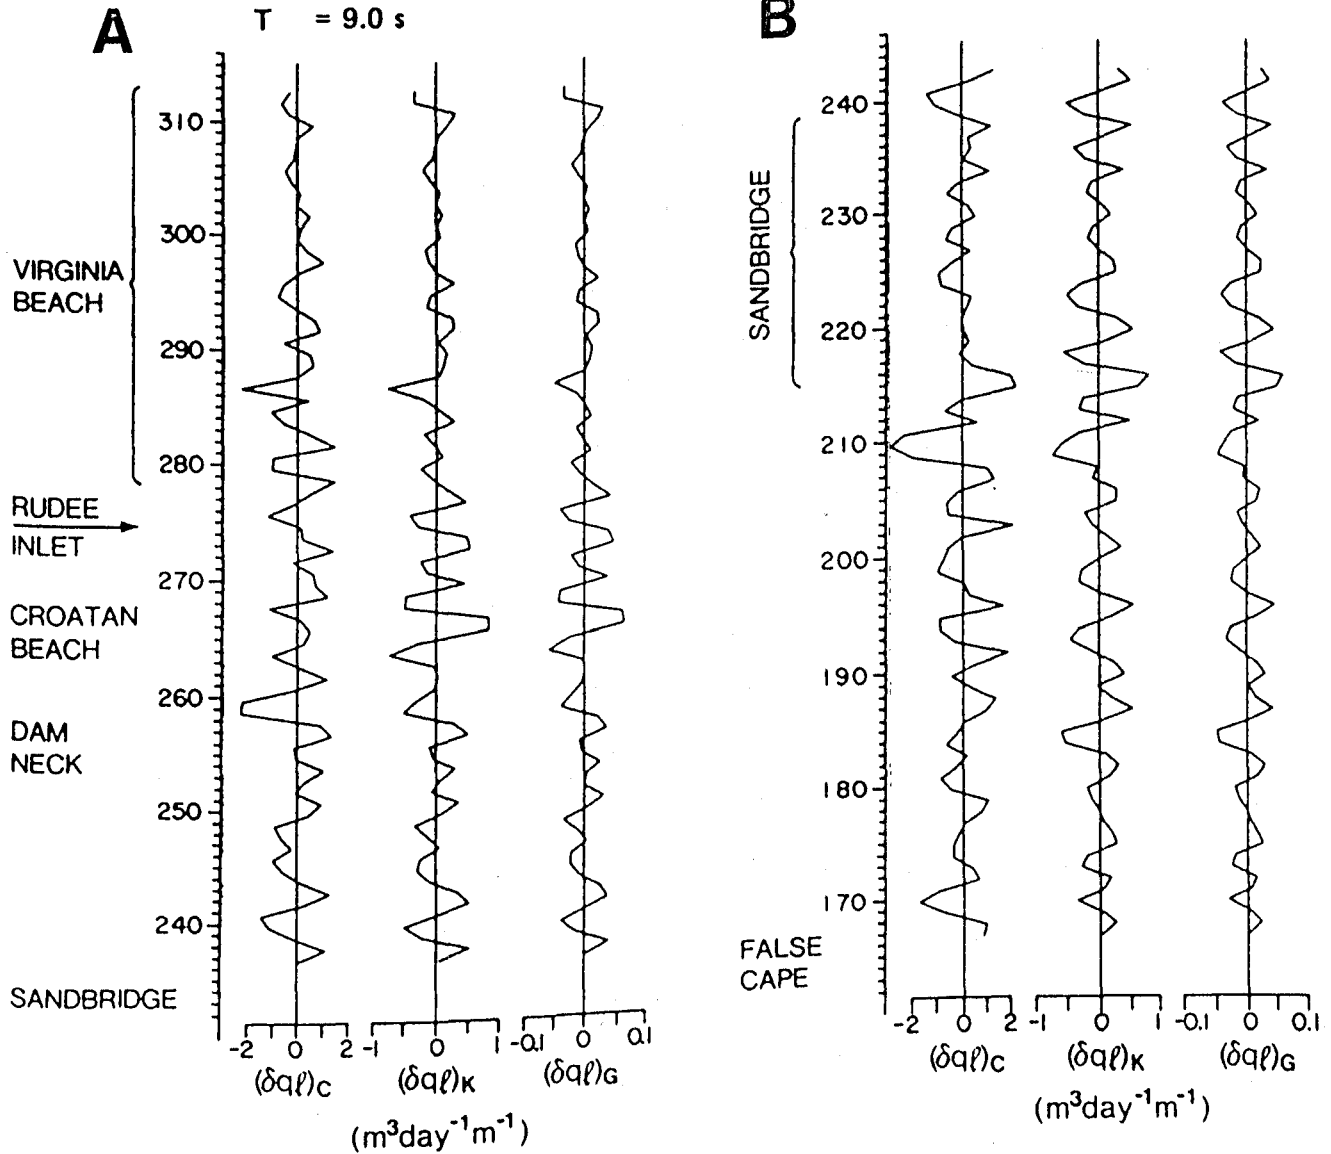 A
T = 9.0 s
310
300
VIRGINIA
BEACH
290
280
RUDEE
INLET
270
CROATAN
BEACH
260
DAM
NECK
250
240
SANDBRIDGE
-2 0 2 -1 0 1 -0.1 0 0.1
(δqℓ)C (δqℓ)K (δqℓ)G
(m³day⁻¹m⁻¹)
B
240
230
SANDBRIDGE
220
210
200
190
180
170
FALSE
CAPE
-2 0 2 -1 0 1 -0.1 0 0.1
(δqℓ)C (δqℓ)K (δqℓ)G
(m³day⁻¹m⁻¹)